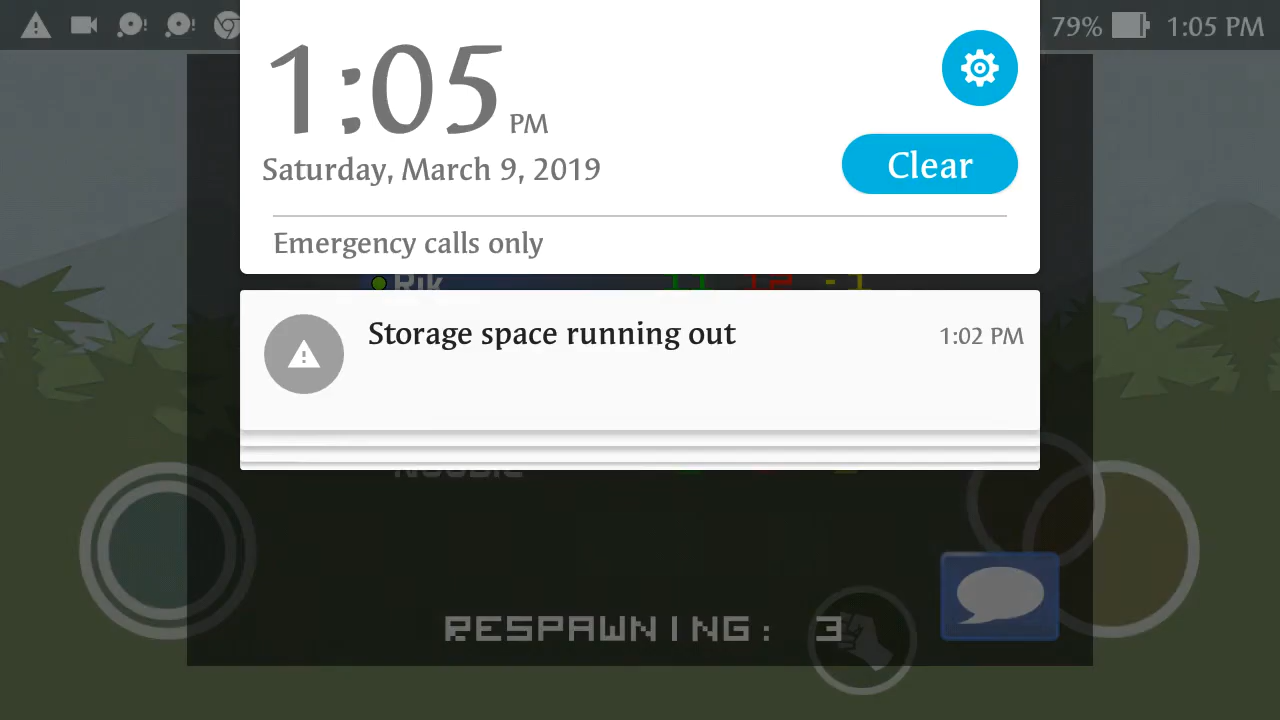 79% 1:05 PM
1:05 PM
Saturday, March 9, 2019
Clear
Emergency calls only
Rik
Storage space running out 1:02 PM
RESPAWNING: 3